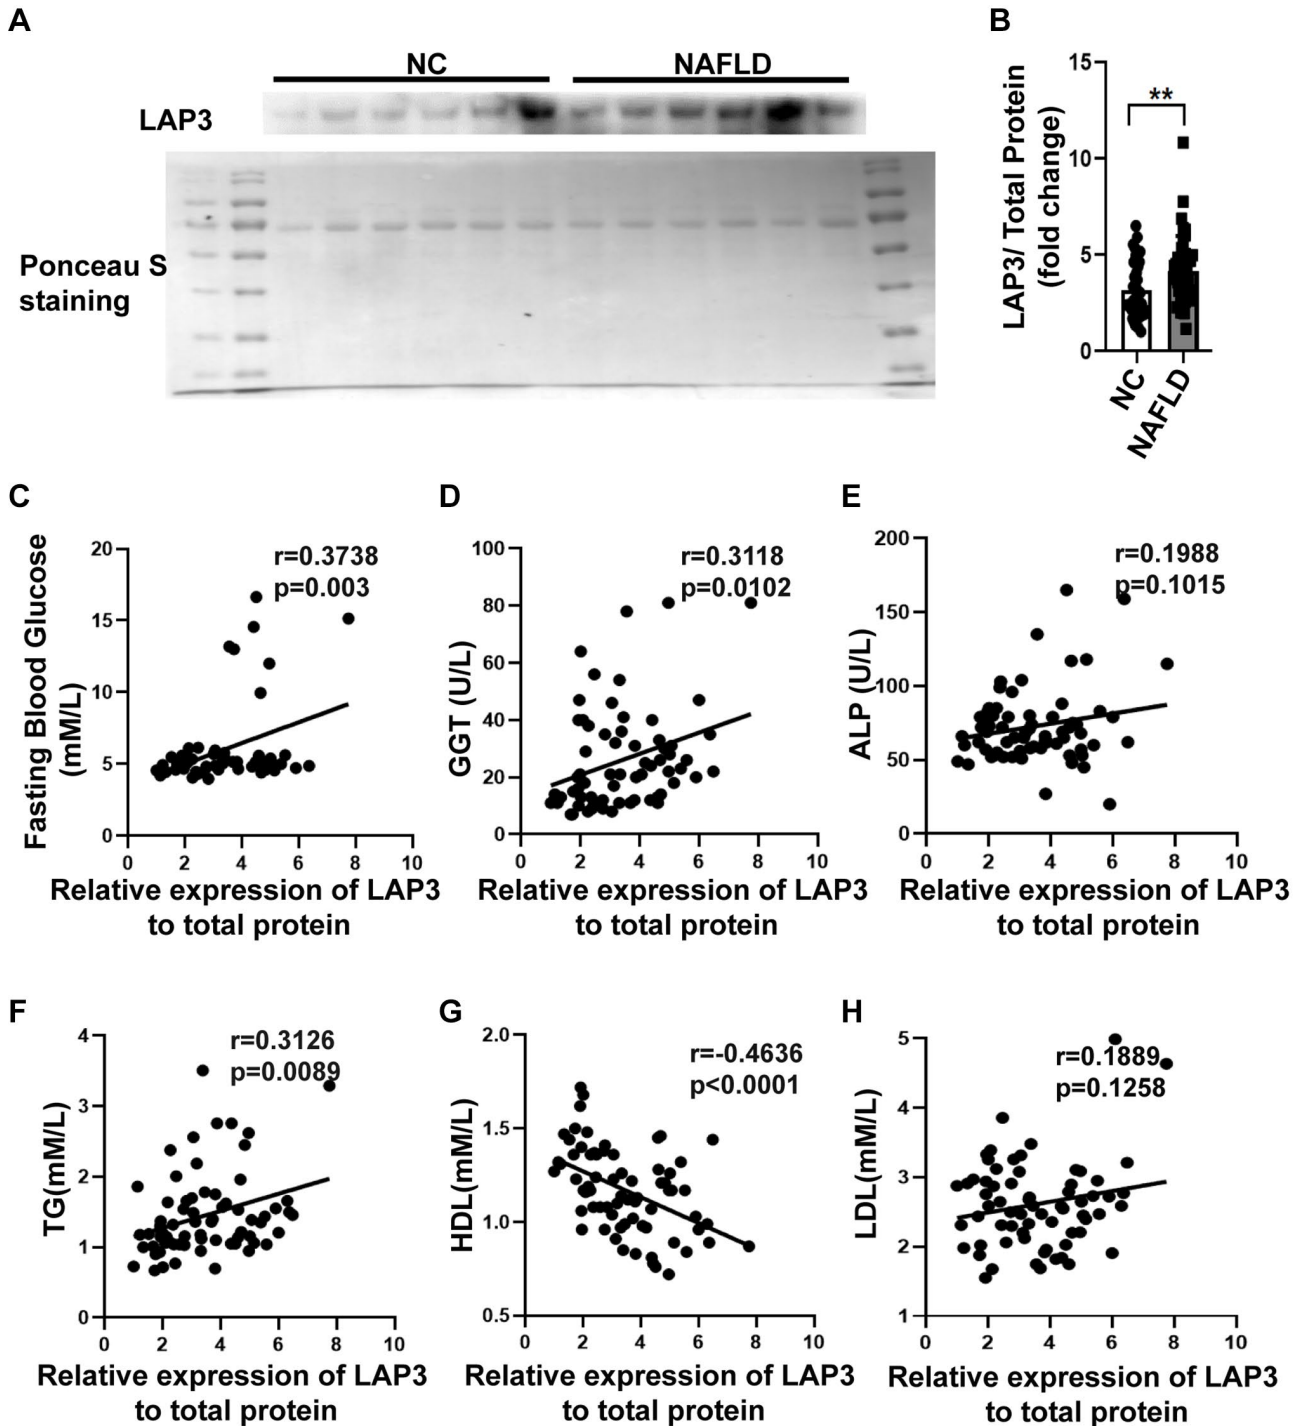 A
NC
NAFLD
LAP3
Ponceau S
staining
B
LAP3/ Total Protein
(fold change)
15
10
5
0
**
NC
NAFLD
C
Fasting Blood Glucose
(mM/L)
20
15
10
5
0
r=0.3738
p=0.003
0 2 4 6 8 10
Relative expression of LAP3
to total protein
D
GGT (U/L)
100
80
60
40
20
0
r=0.3118
p=0.0102
0 2 4 6 8 10
Relative expression of LAP3
to total protein
E
ALP (U/L)
200
150
100
50
0
r=0.1988
p=0.1015
0 2 4 6 8 10
Relative expression of LAP3
to total protein
F
TG(mM/L)
4
3
2
1
0
r=0.3126
p=0.0089
0 2 4 6 8 10
Relative expression of LAP3
to total protein
G
HDL(mM/L)
2.0
1.5
1.0
0.5
r=-0.4636
p<0.0001
0 2 4 6 8 10
Relative expression of LAP3
to total protein
H
LDL(mM/L)
5
4
3
2
1
r=0.1889
p=0.1258
0 2 4 6 8 10
Relative expression of LAP3
to total protein